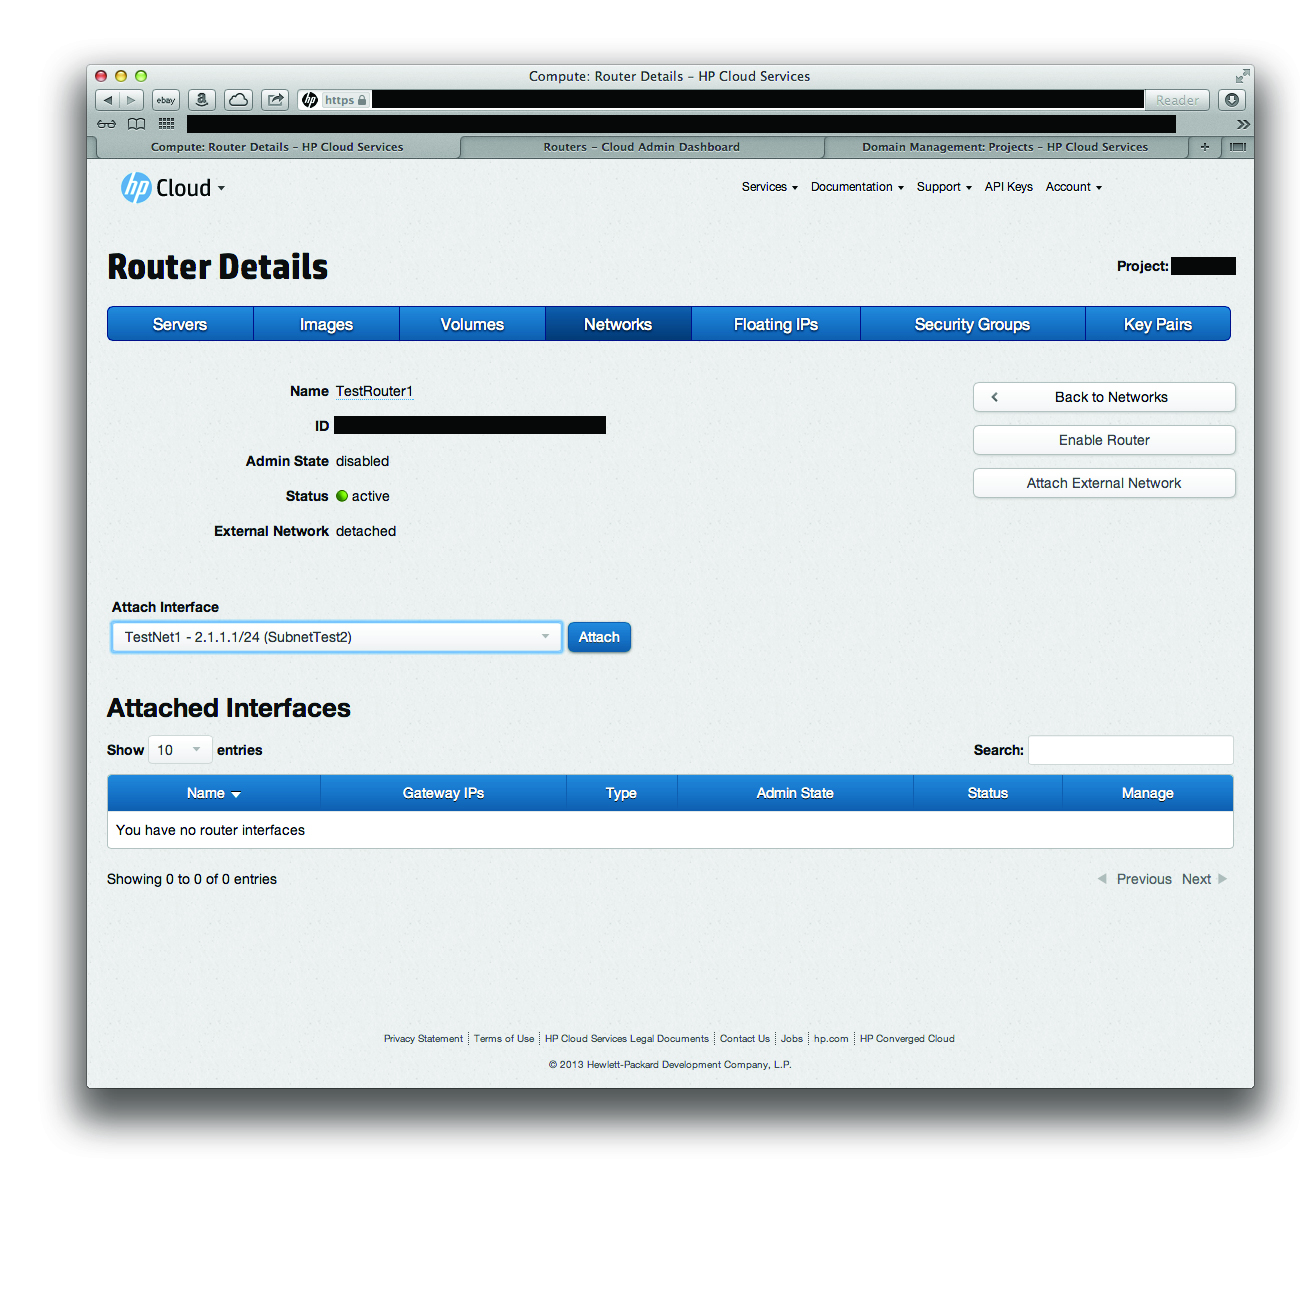 Compute: Router Details – HP Cloud Services
ebay a hp https Reader
Compute: Router Details – HP Cloud Services Routers – Cloud Admin Dashboard Domain Management: Projects – HP Cloud Services +
hp Cloud Services Documentation Support API Keys Account
Router Details Project:
Servers Images Volumes Networks Floating IPs Security Groups Key Pairs
Name TestRouter1 Back to Networks
ID
Enable Router
Admin State disabled
Attach External Network
Status active
External Network detached
Attach Interface
TestNet1 - 2.1.1.1/24 (SubnetTest2) Attach
Attached Interfaces
Show 10 entries Search:
Name Gateway IPs Type Admin State Status Manage
You have no router interfaces
Showing 0 to 0 of 0 entries Previous Next
Privacy Statement Terms of Use HP Cloud Services Legal Documents Contact Us Jobs hp.com HP Converged Cloud
© 2013 Hewlett-Packard Development Company, L.P.